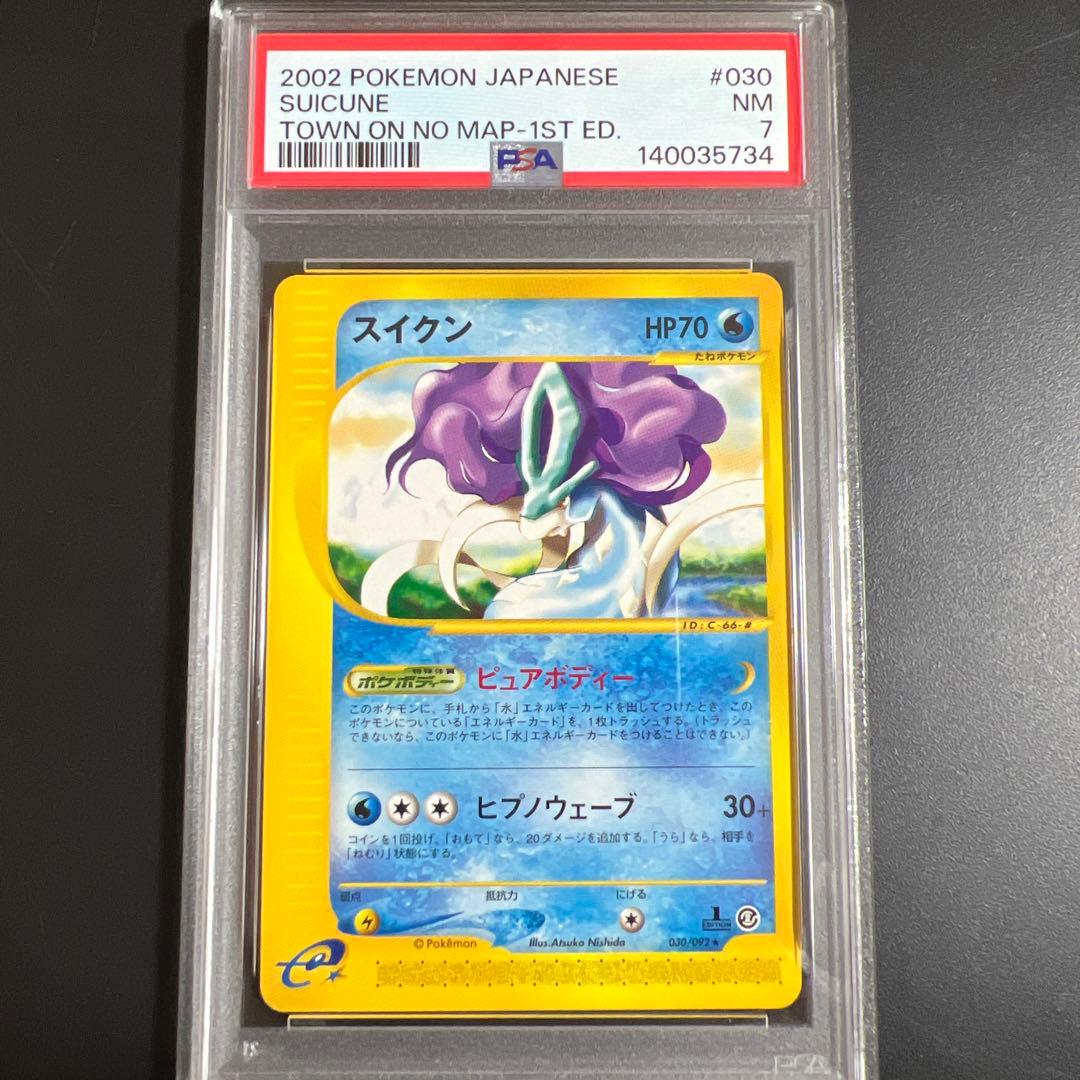 2002 POKEMON JAPANESE #030
SUICUNE NM
TOWN ON NO MAP-1ST ED. 7
PSA 140035734
スイクン HP70
たねポケモン
ID:C-66-#
特殊体質
ポケボディー ピュアボディー
このポケモンに、手札から「水」エネルギーカードを出してつけたとき、この
ポケモンについている「エネルギーカード」を、1枚トラッシュする。(トラッシュ
できないなら、このポケモンに「水」エネルギーカードをつけることはできない。)
ヒプノウェーブ 30+
コインを1回投げ、「おもて」なら、20ダメージを追加する。「うら」なら、相手を
「ねむり」状態にする。
弱点 抵抗力 にげる
1 EDITION
© Pokémon Illus.Atsuko Nishida 030/092★
e